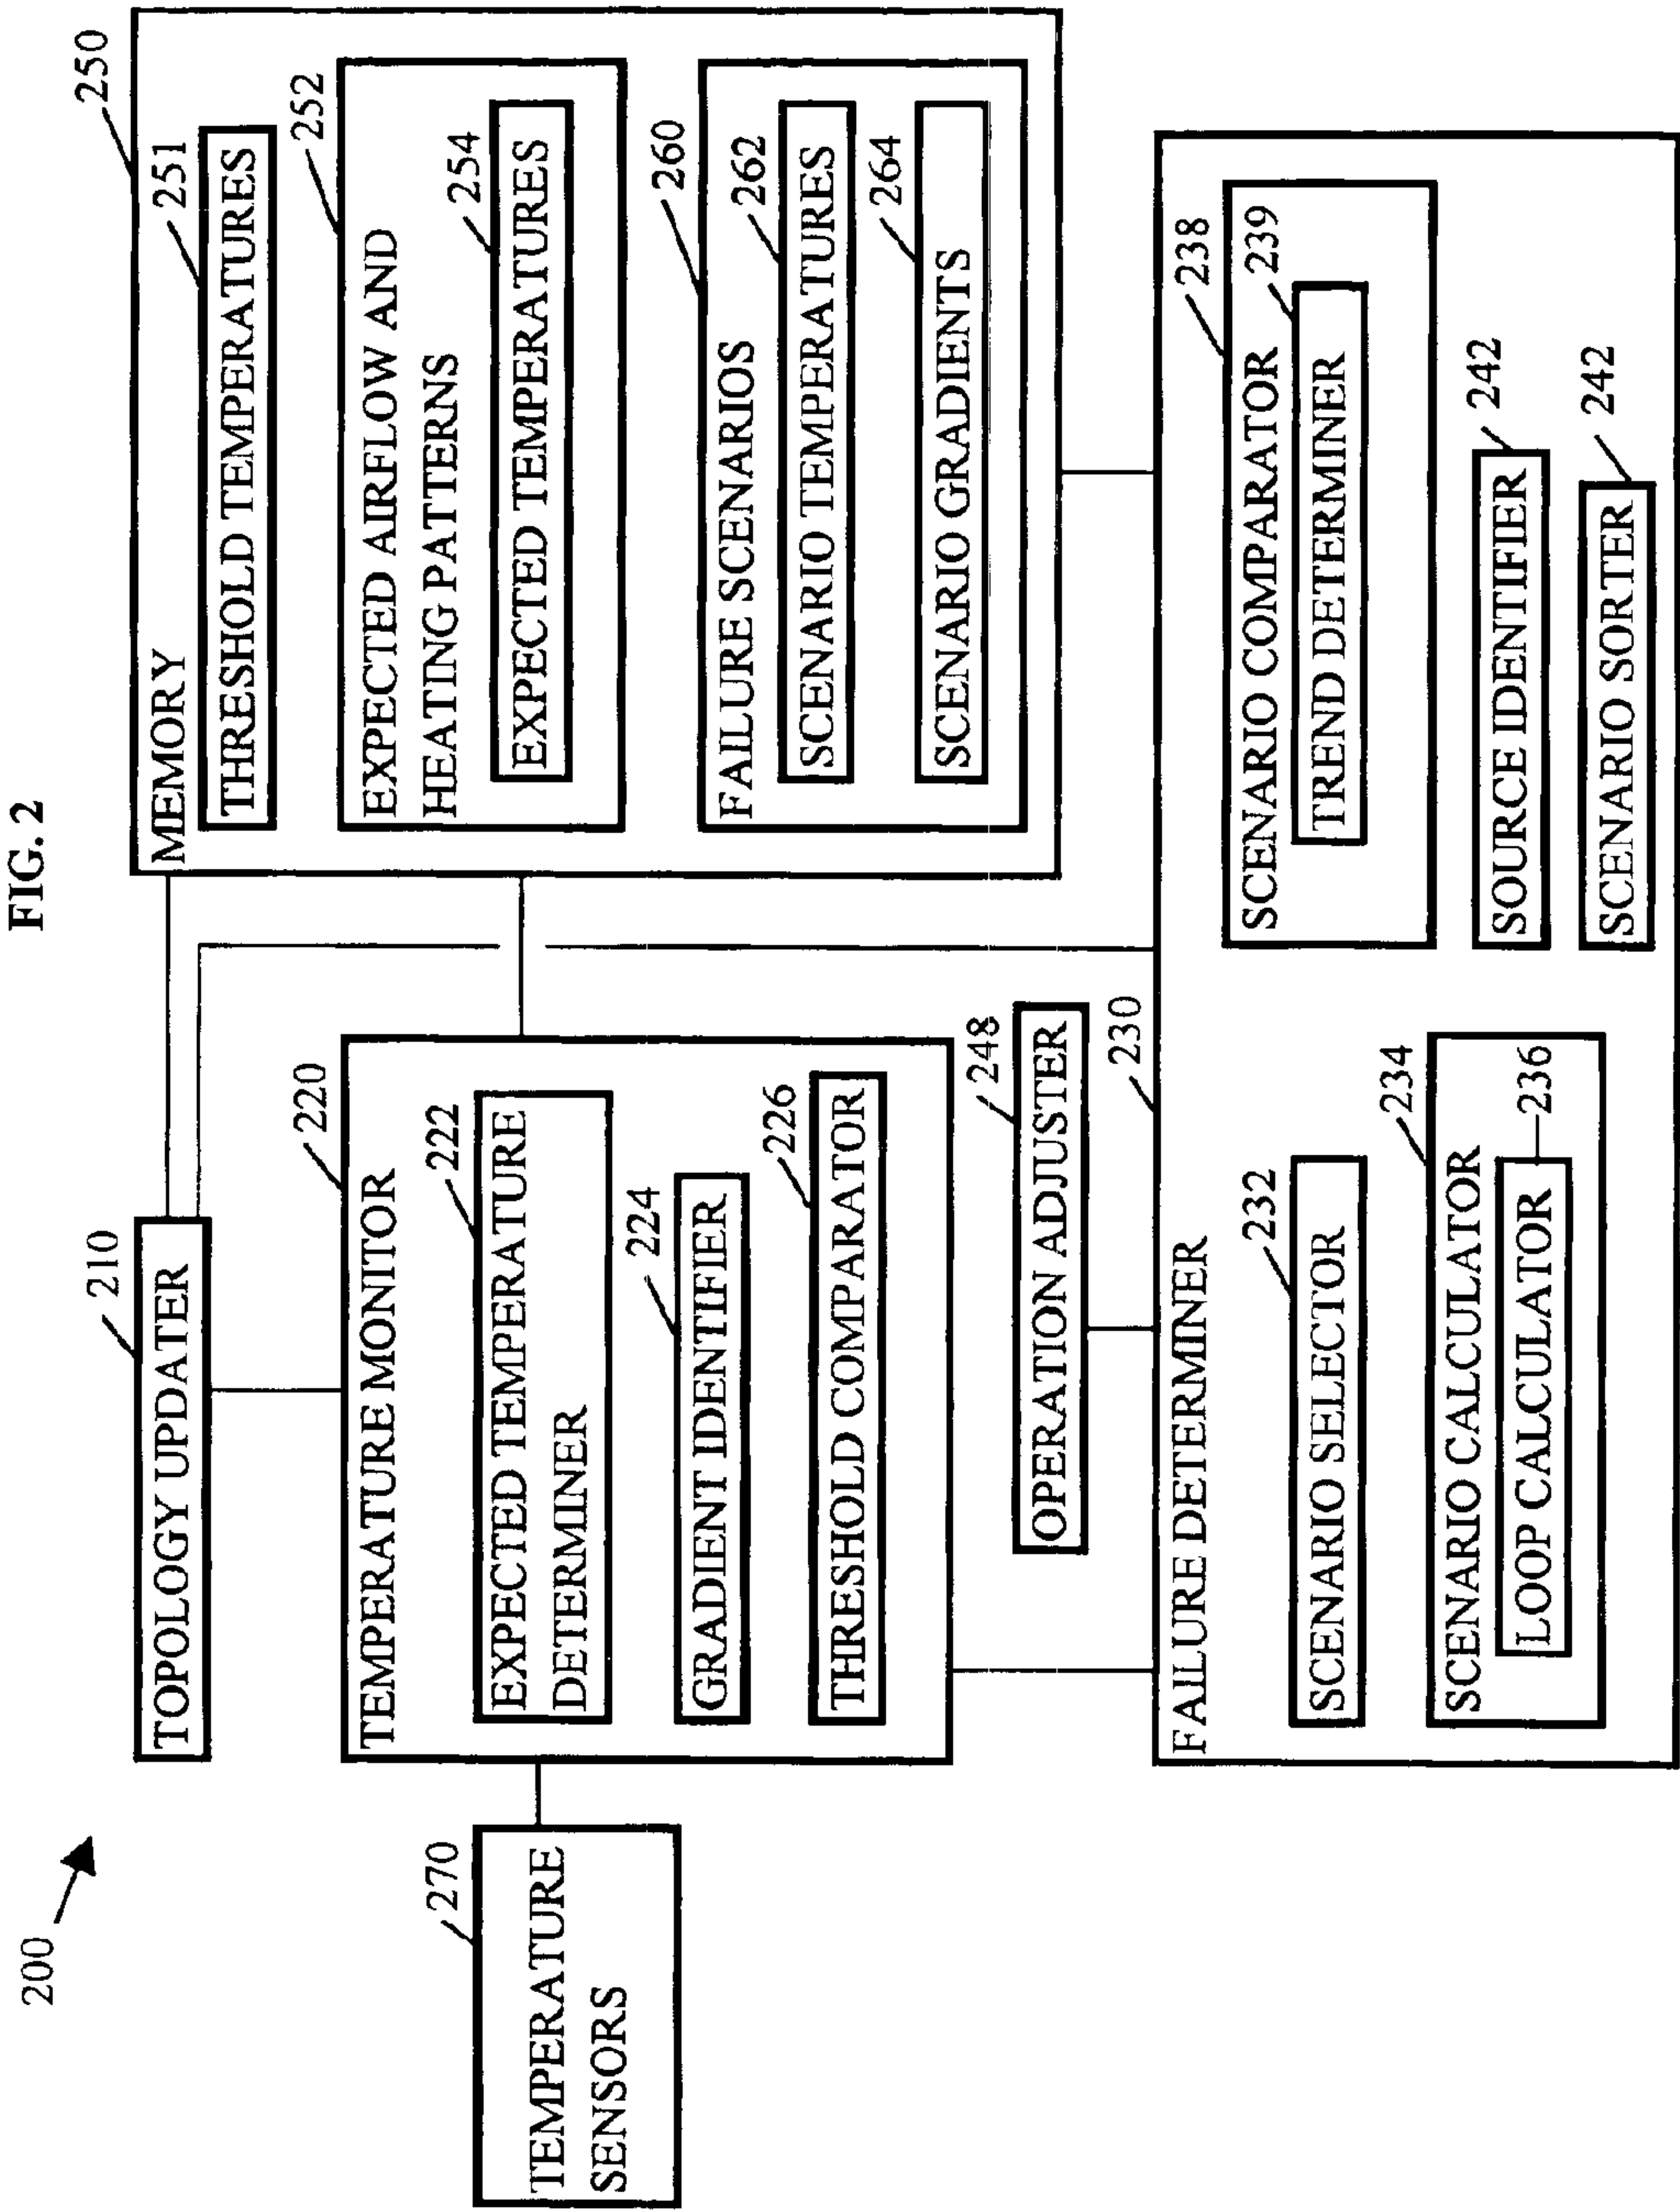 FIG. 2
200
210
TOPOLOGY UPDATER
270
TEMPERATURE
SENSORS
220
TEMPERATURE MONITOR
222
EXPECTED TEMPERATURE
DETERMINER
224
GRADIENT IDENTIFIER
226
THRESHOLD COMPARATOR
250
MEMORY
251
THRESHOLD TEMPERATURES
252
EXPECTED AIRFLOW AND
HEATING PATTERNS
254
EXPECTED TEMPERATURES
260
FAILURE SCENARIOS
262
SCENARIO TEMPERATURES
264
SCENARIO GRADIENTS
248
OPERATION ADJUSTER
230
FAILURE DETERMINER
232
SCENARIO SELECTOR
234
SCENARIO CALCULATOR
LOOP CALCULATOR
236
238
SCENARIO COMPARATOR
239
TREND DETERMINER
SOURCE IDENTIFIER
242
SCENARIO SORTER
242